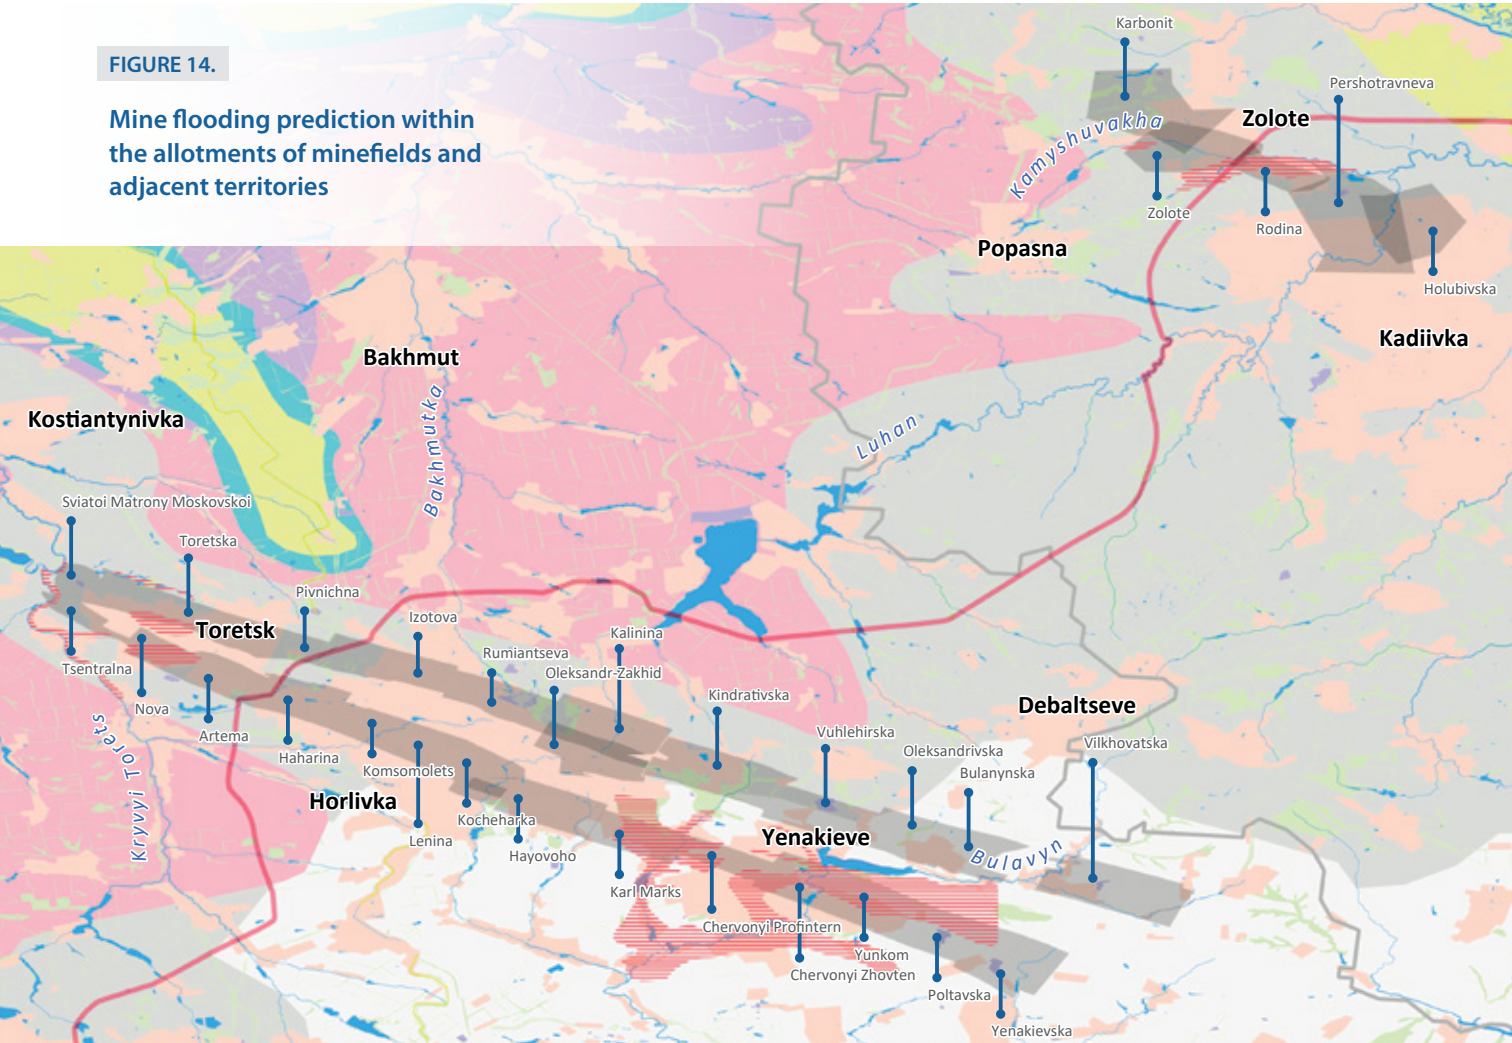 FIGURE 14.
Mine flooding prediction within
the allotments of minefields and
adjacent territories
Karbonit
Pershotravneva
Zolote
Kamyshuvakha
Zolote
Rodina
Popasna
Holubivska
Kadiivka
Bakhmut
Kostiantynivka
Bakhmutka
Luhan
Sviatoi Matrony Moskovskoi
Toretska
Pivnichna
Izotova
Toretsk
Kalinina
Rumiantseva
Oleksandr-Zakhid
Tsentralna
Kindrativska
Nova
Debaltseve
Artema
Vuhlehirska
Kryvyi Torets
Oleksandrivska
Vilkhovatska
Haharina
Komsomolets
Bulanynska
Horlivka
Kocheharka
Lenina
Yenakieve
Hayovoho
Bulavyn
Karl Marks
Chervonyi Profintern
Yunkom
Chervonyi Zhovten
Poltavska
Yenakievska